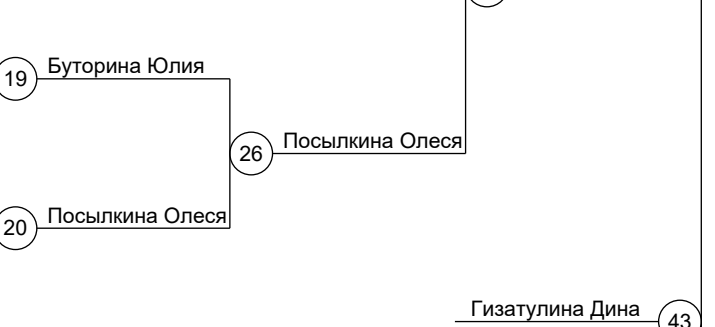 19 Буторина Юлия
26 Посылкина Олеся
20 Посылкина Олеся
Гизатулина Дина 43